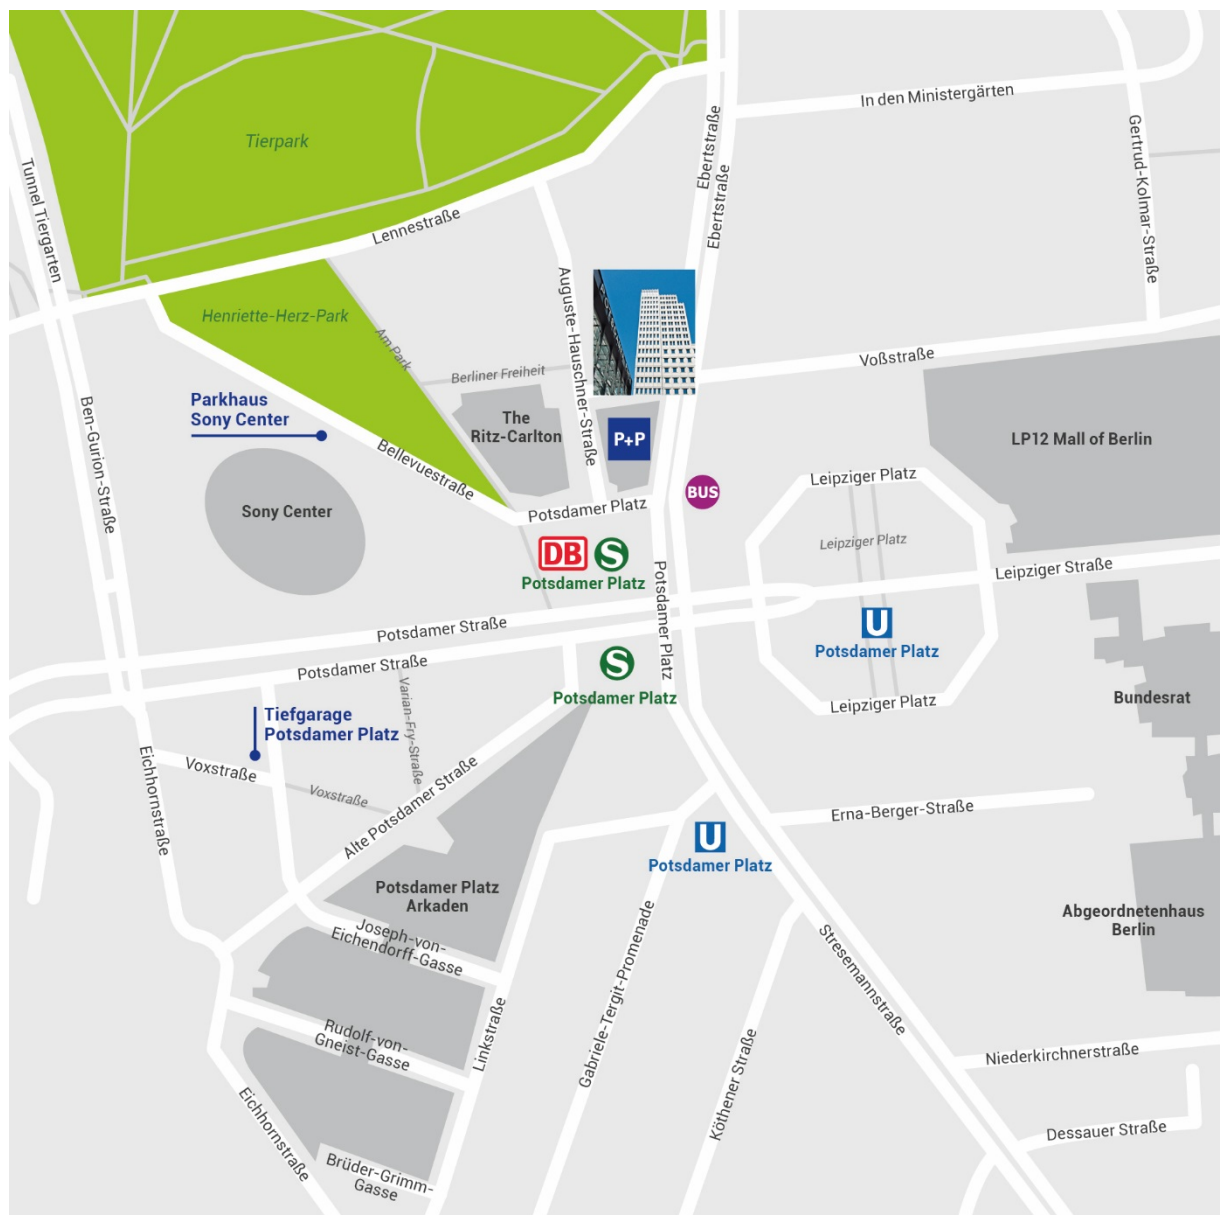 In den Ministergärten
Tierpark
Ebertstraße
Ebertstraße
Gertrud-Kolmar-Straße
Tunnel Tiergarten
Lennestraße
Henriette-Herz-Park
Am Park
Auguste-Hauschner-Straße
Voßstraße
Berliner Freiheit
Parkhaus
Sony Center
Ben-Gurion-Straße
The
Ritz-Carlton
P+P
LP12 Mall of Berlin
Bellevuestraße
Leipziger Platz
BUS
Sony Center
Potsdamer Platz
Leipziger Platz
DB
S
Potsdamer Platz
Potsdamer Platz
Leipziger Straße
Potsdamer Straße
U
Potsdamer Platz
Potsdamer Straße
S
Potsdamer Platz
Varian-Fry-Straße
Leipziger Platz
Bundesrat
Tiefgarage
Potsdamer Platz
Eichhornstraße
Voxstraße
Voxstraße
Alte Potsdamer Straße
Erna-Berger-Straße
U
Potsdamer Platz
Potsdamer Platz
Arkaden
Abgeordnetenhaus
Berlin
Joseph-von-
Eichendorff-Gasse
Gabriele-Tergit-Promenade
Stresemannstraße
Linkstraße
Rudolf-von-
Gneist-Gasse
Köthener Straße
Niederkirchnerstraße
Eichhornstraße
Dessauer Straße
Brüder-Grimm-
Gasse